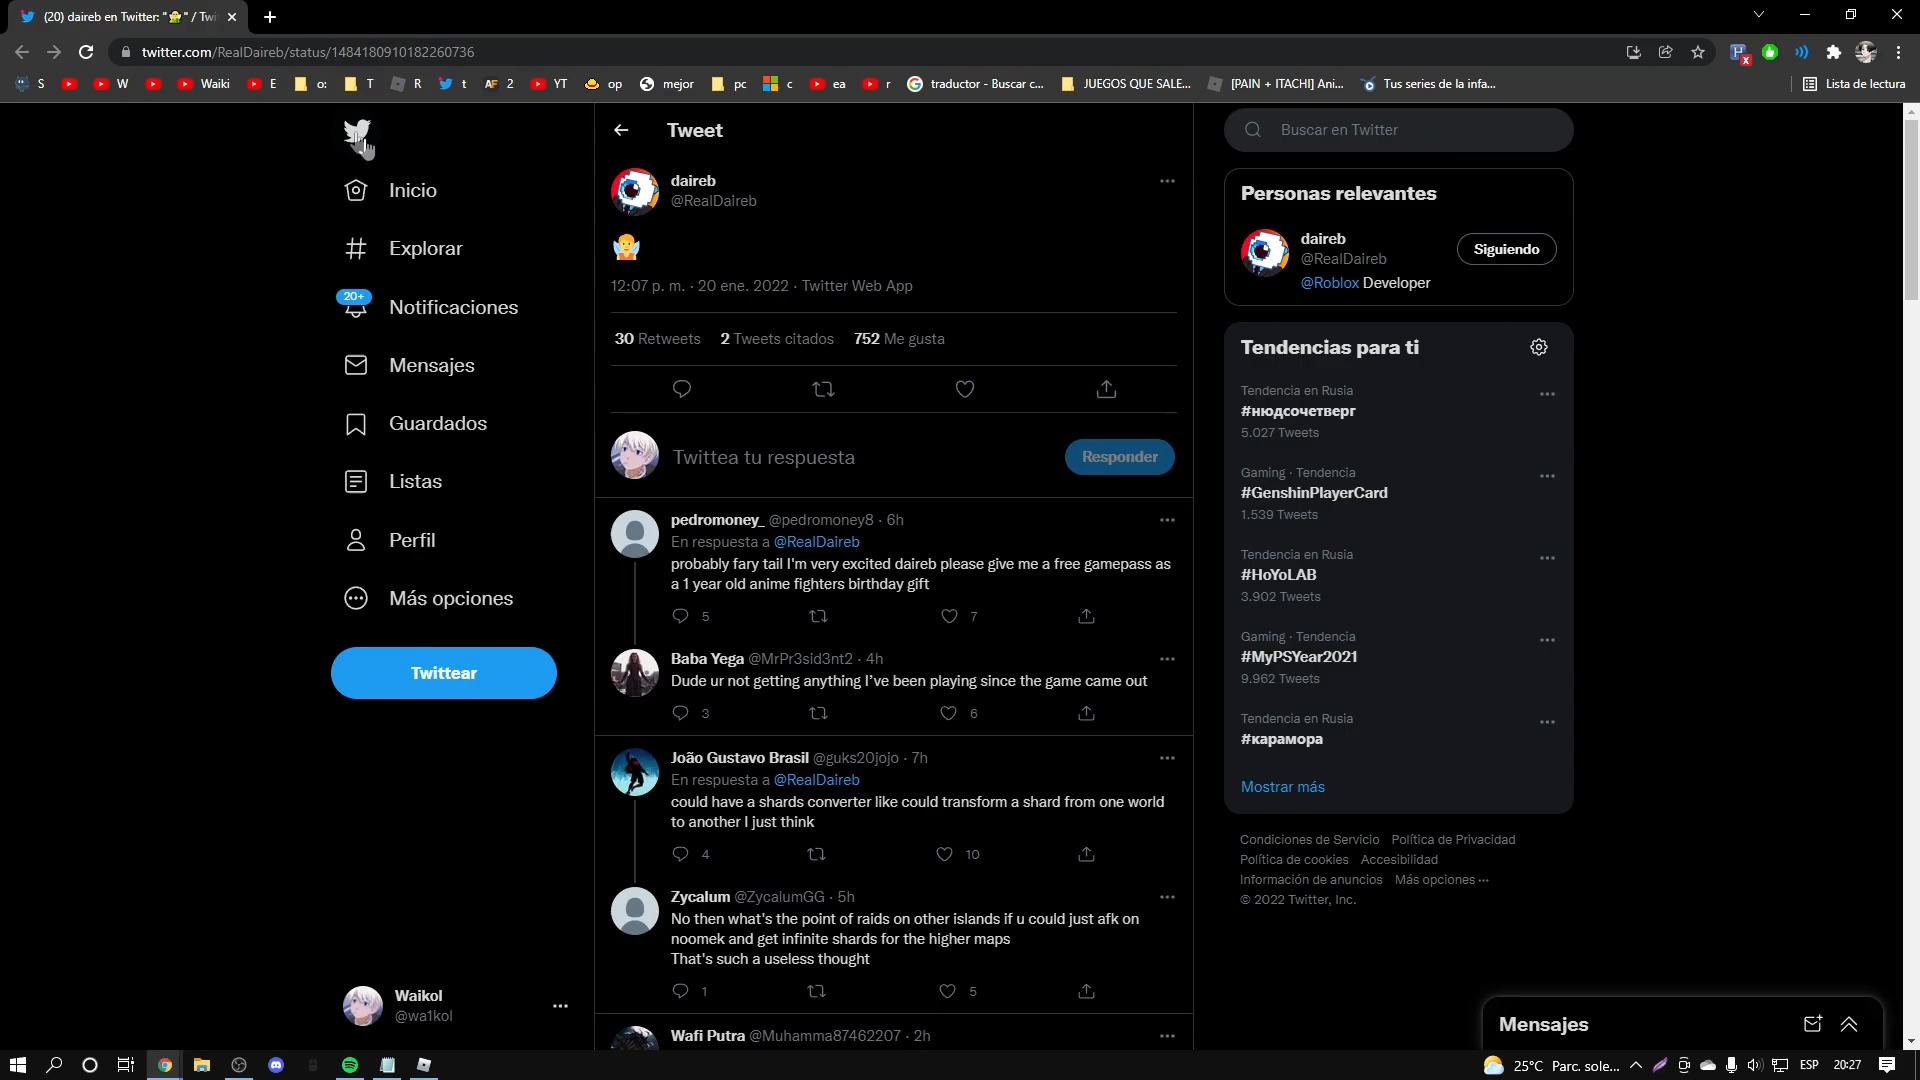 (20) daireb en Twitter: "🧚" / Twi
twitter.com/RealDaireb/status/1484180910182260736
S
W
Waiki
E
o:
T
R
t
2
YT
op
mejor
pc
c
ea
r
traductor - Buscar c...
JUEGOS QUE SALE...
[PAIN + ITACHI] Ani...
Tus series de la infa...
Lista de lectura
Inicio
Explorar
20+
Notificaciones
Mensajes
Guardados
Listas
Perfil
Más opciones
Twittear
Waikol
@wa1kol
Tweet
daireb
@RealDaireb
🧚
12:07 p. m. · 20 ene. 2022 · Twitter Web App
30 Retweets 2 Tweets citados 752 Me gusta
Twittea tu respuesta
Responder
pedromoney_ @pedromoney8 · 6h
En respuesta a @RealDaireb
probably fary tail I'm very excited daireb please give me a free gamepass as
a 1 year old anime fighters birthday gift
5 7
Baba Yega @MrPr3sid3nt2 · 4h
Dude ur not getting anything I've been playing since the game came out
3 6
João Gustavo Brasil @guks20jojo · 7h
En respuesta a @RealDaireb
could have a shards converter like could transform a shard from one world
to another I just think
4 10
Zycalum @ZycalumGG · 5h
No then what's the point of raids on other islands if u could just afk on
noomek and get infinite shards for the higher maps
That's such a useless thought
1 5
Wafi Putra @Muhamma87462207 · 2h
Buscar en Twitter
Personas relevantes
daireb
@RealDaireb
Siguiendo
@Roblox Developer
Tendencias para ti
Tendencia en Rusia
#нюдсочетверг
5.027 Tweets
Gaming · Tendencia
#GenshinPlayerCard
1.539 Tweets
Tendencia en Rusia
#HoYoLAB
3.902 Tweets
Gaming · Tendencia
#MyPSYear2021
9.962 Tweets
Tendencia en Rusia
#карамора
Mostrar más
Condiciones de Servicio Política de Privacidad
Política de cookies Accesibilidad
Información de anuncios Más opciones ···
© 2022 Twitter, Inc.
Mensajes
25°C Parc. sole...
ESP
20:27